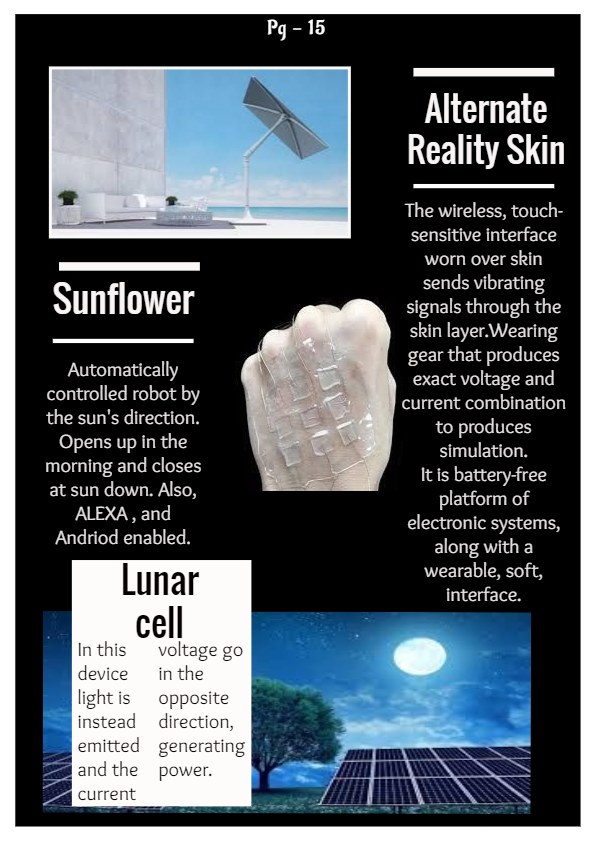 Pg – 15
Sunflower
Automatically
controlled robot by
the sun's direction.
Opens up in the
morning and closes
at sun down. Also,
ALEXA , and
Andriod enabled.
Alternate
Reality Skin
The wireless, touch-
sensitive interface
worn over skin
sends vibrating
signals through the
skin layer.Wearing
gear that produces
exact voltage and
current combination
to produces
simulation.
It is battery-free
platform of
electronic systems,
along with a
wearable, soft,
interface.
Lunar
cell
In this
device
light is
instead
emitted
and the
current
voltage go
in the
opposite
direction,
generating
power.